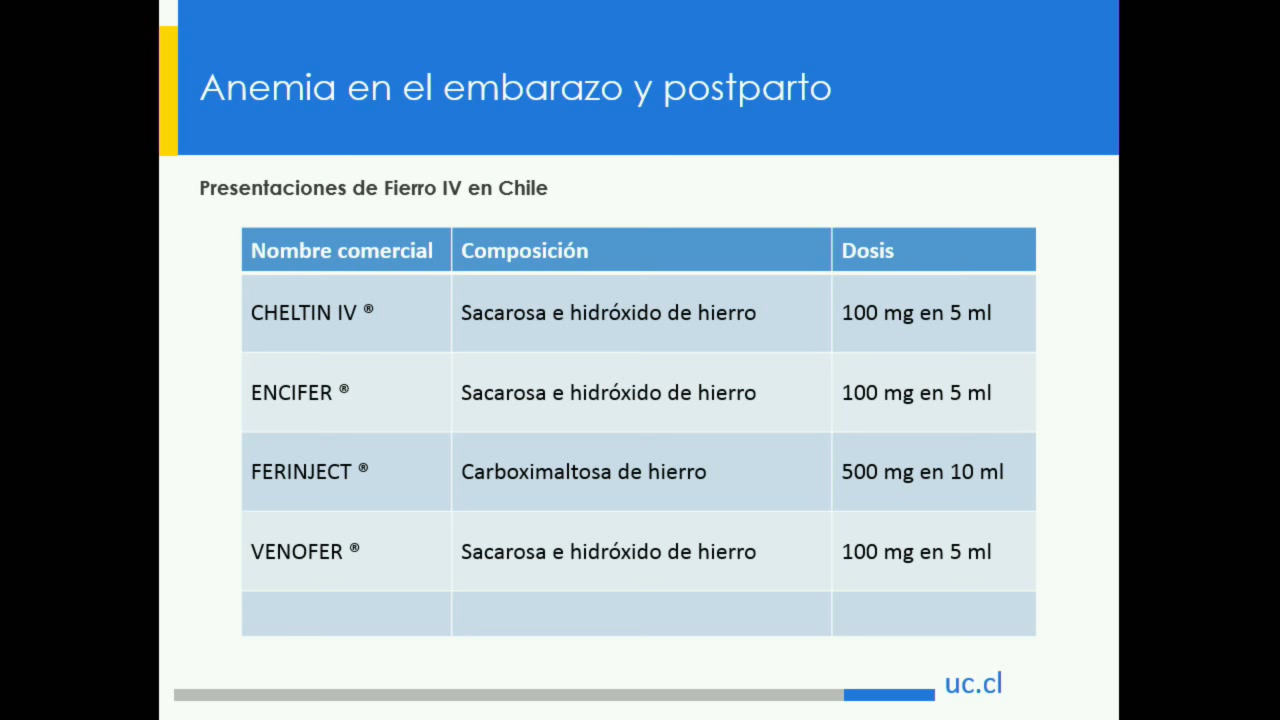 Anemia en el embarazo y postparto
Presentaciones de Fierro IV en Chile
Nombre comercial Composición Dosis
CHELTIN IV ® Sacarosa e hidróxido de hierro 100 mg en 5 ml
ENCIFER ® Sacarosa e hidróxido de hierro 100 mg en 5 ml
FERINJECT ® Carboximaltosa de hierro 500 mg en 10 ml
VENOFER ® Sacarosa e hidróxido de hierro 100 mg en 5 ml
uc.cl